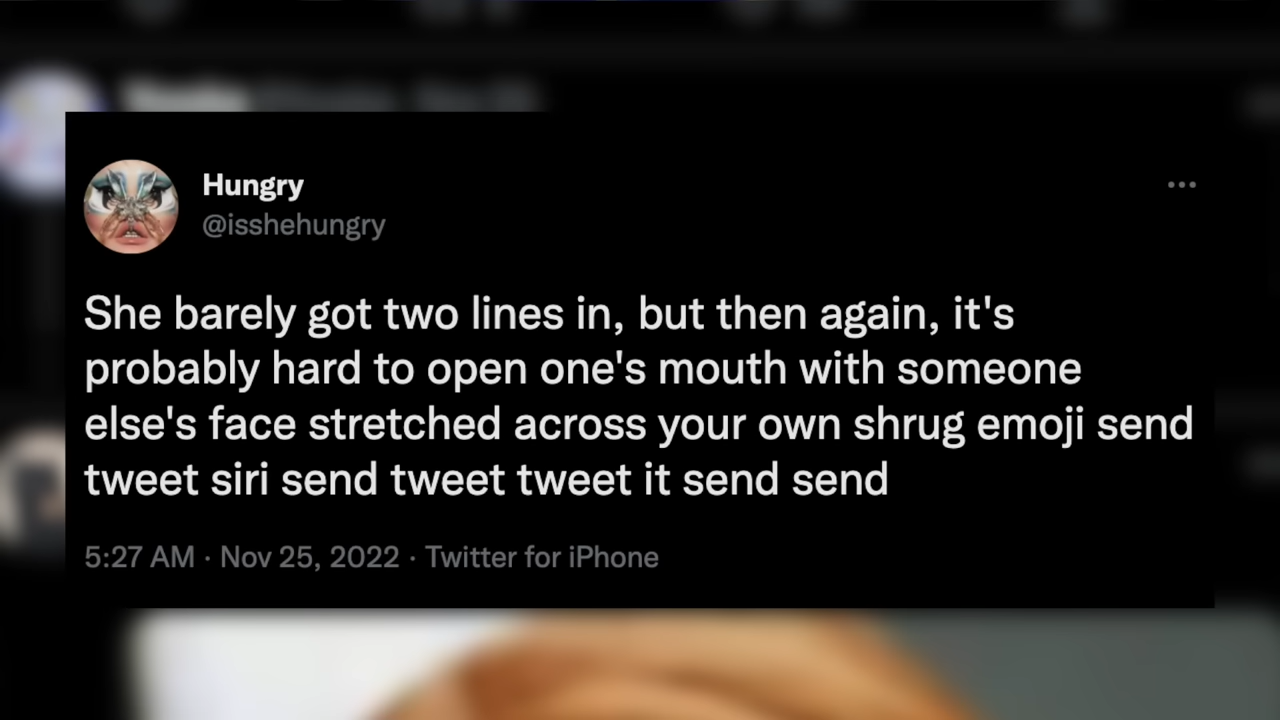 Hungry
@isshehungry
She barely got two lines in, but then again, it's
probably hard to open one's mouth with someone
else's face stretched across your own shrug emoji send
tweet siri send tweet tweet it send send
5:27 AM · Nov 25, 2022 · Twitter for iPhone